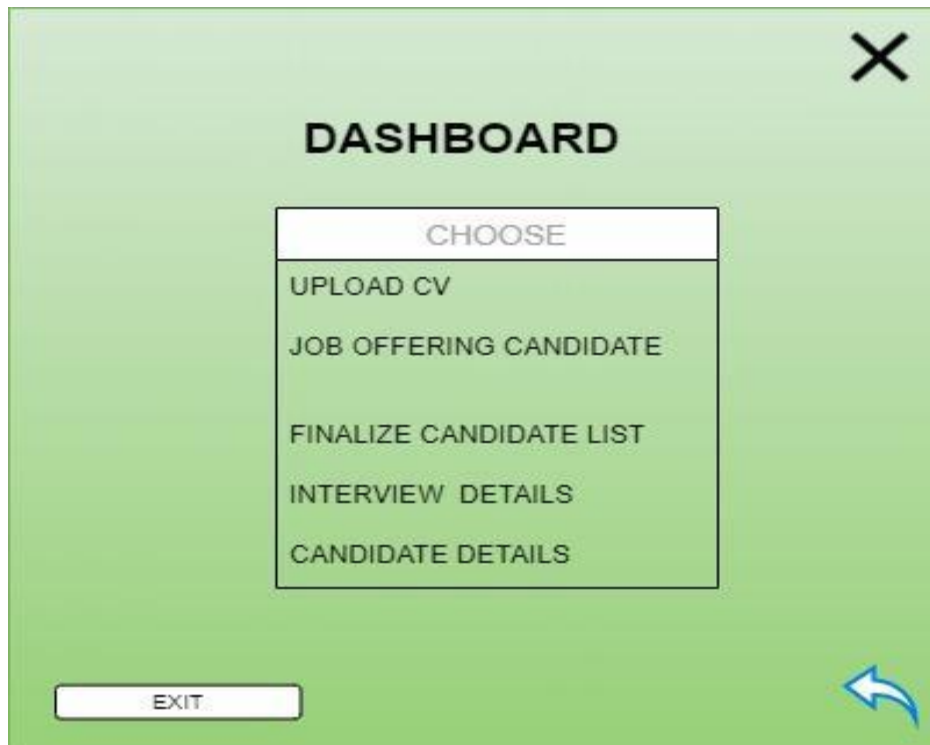 DASHBOARD
CHOOSE
UPLOAD CV
JOB OFFERING CANDIDATE
FINALIZE CANDIDATE LIST
INTERVIEW  DETAILS
CANDIDATE DETAILS
EXIT